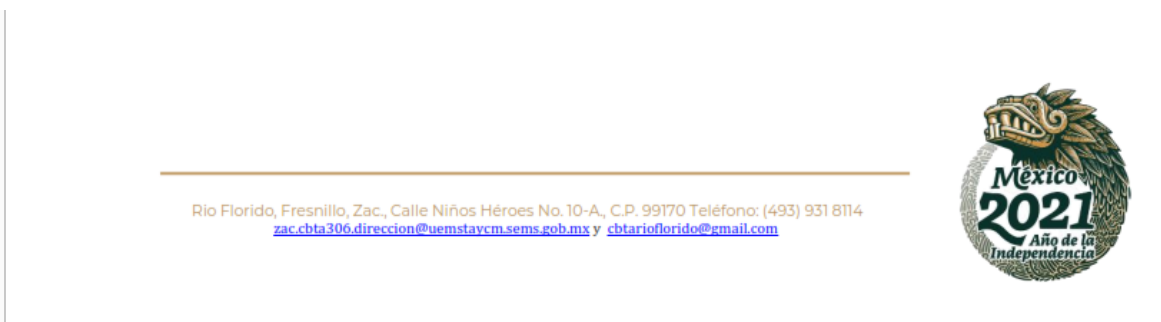 Rio Florido, Fresnillo, Zac., Calle Niños Héroes No. 10-A., C.P. 99170 Teléfono: (493) 931 8114
zac.cbta306.direccion@uemstaycm.sems.gob.mx y cbtarioflorido@gmail.com
México
2021
Año de la
Independencia